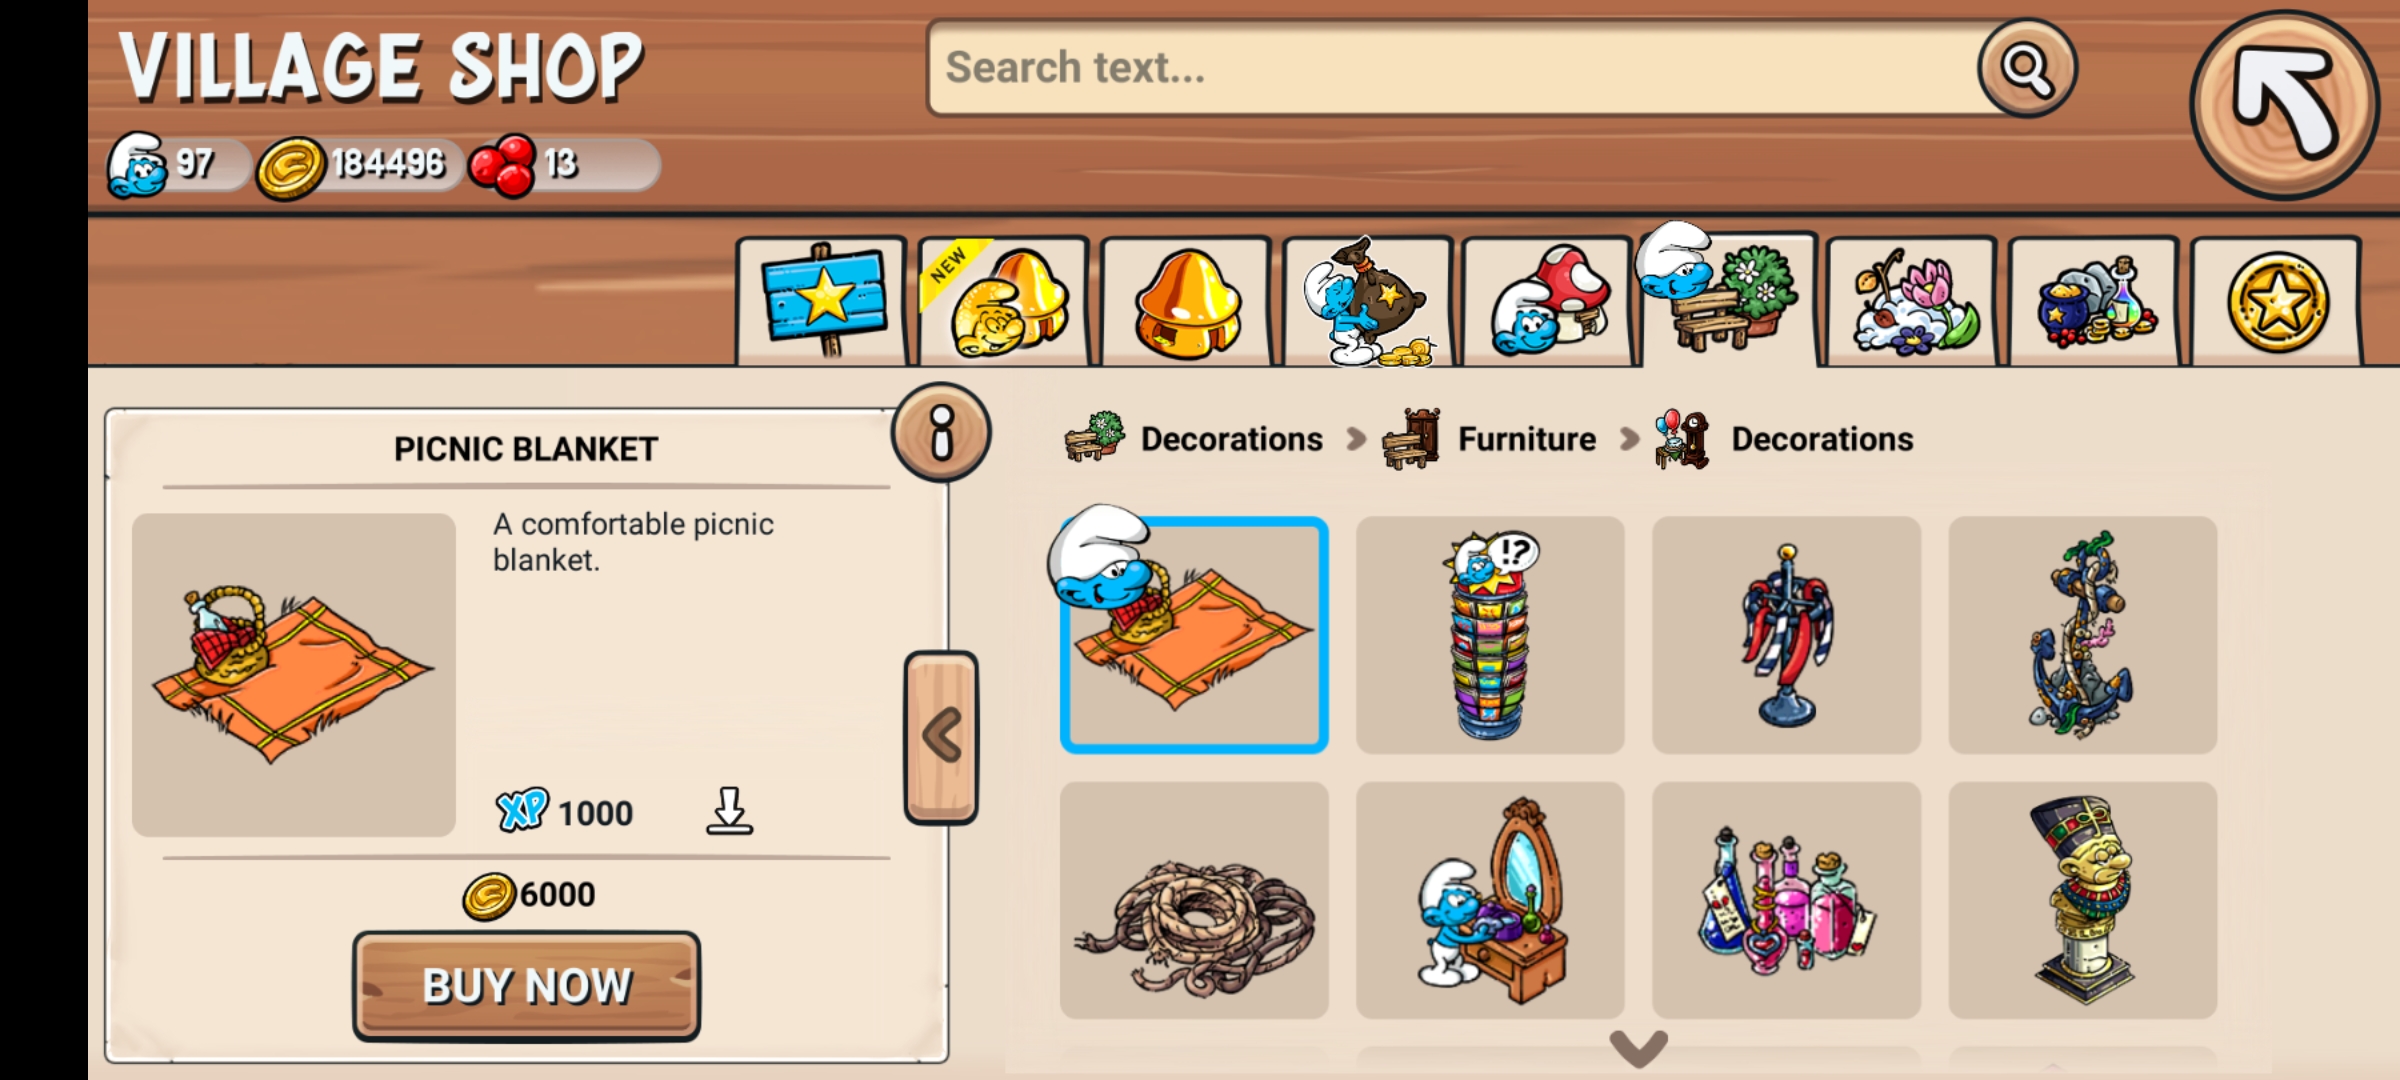 VILLAGE SHOP
Search text...
97
184496
13
NEW
PICNIC BLANKET
A comfortable picnic
blanket.
XP 1000
6000
BUY NOW
Decorations
Furniture
Decorations
!?